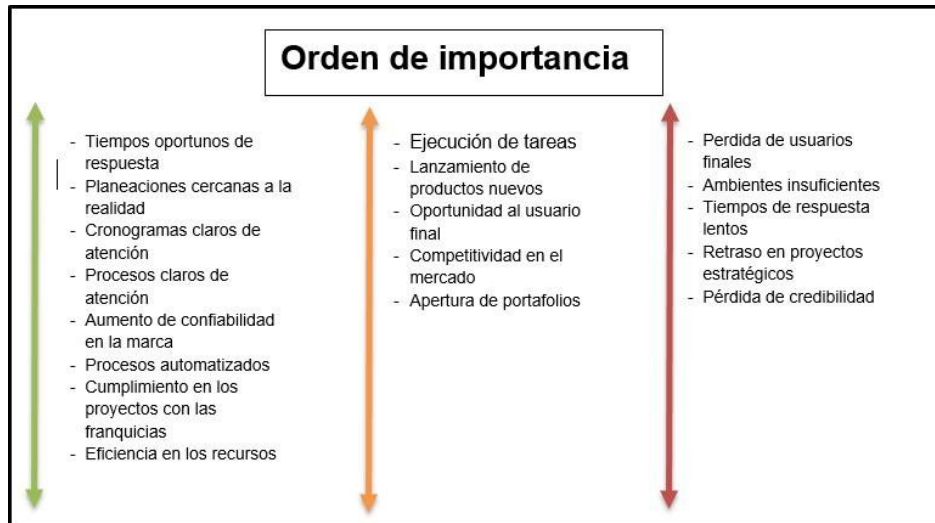 Orden de importancia
- Tiempos oportunos de
respuesta
- Planeaciones cercanas a la
realidad
- Cronogramas claros de
atención
- Procesos claros de
atención
- Aumento de confiabilidad
en la marca
- Procesos automatizados
- Cumplimiento en los
proyectos con las
franquicias
- Eficiencia en los recursos
- Ejecución de tareas
- Lanzamiento de
productos nuevos
- Oportunidad al usuario
final
- Competitividad en el
mercado
- Apertura de portafolios
- Perdida de usuarios
finales
- Ambientes insuficientes
- Tiempos de respuesta
lentos
- Retraso en proyectos
estratégicos
- Pérdida de credibilidad